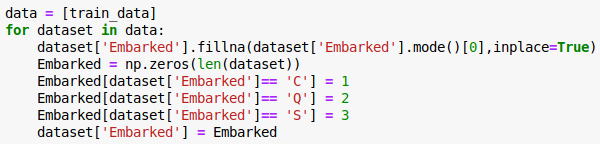 data = [train_data]
for dataset in data:
    dataset['Embarked'].fillna(dataset['Embarked'].mode()[0],inplace=True)
    Embarked = np.zeros(len(dataset))
    Embarked[dataset['Embarked']== 'C'] = 1
    Embarked[dataset['Embarked']== 'Q'] = 2
    Embarked[dataset['Embarked']== 'S'] = 3
    dataset['Embarked'] = Embarked